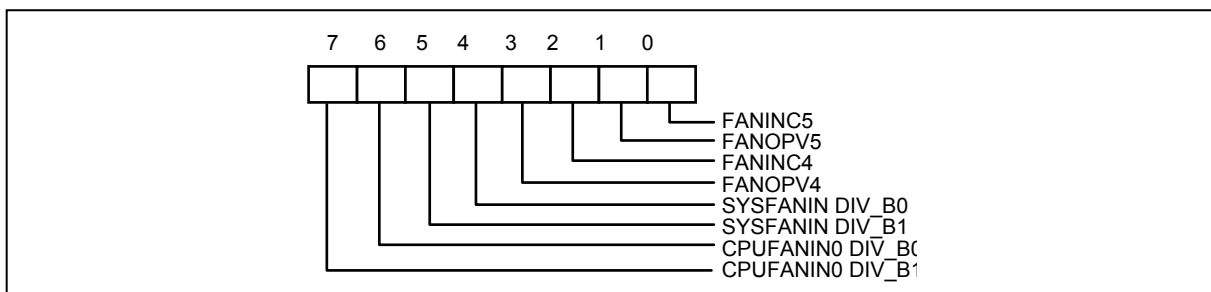 7 6 5 4 3 2 1 0
FANINC5
FANOPV5
FANINC4
FANOPV4
SYSFANIN DIV_B0
SYSFANIN DIV_B1
CPUFANIN0 DIV_B0
CPUFANIN0 DIV_B1